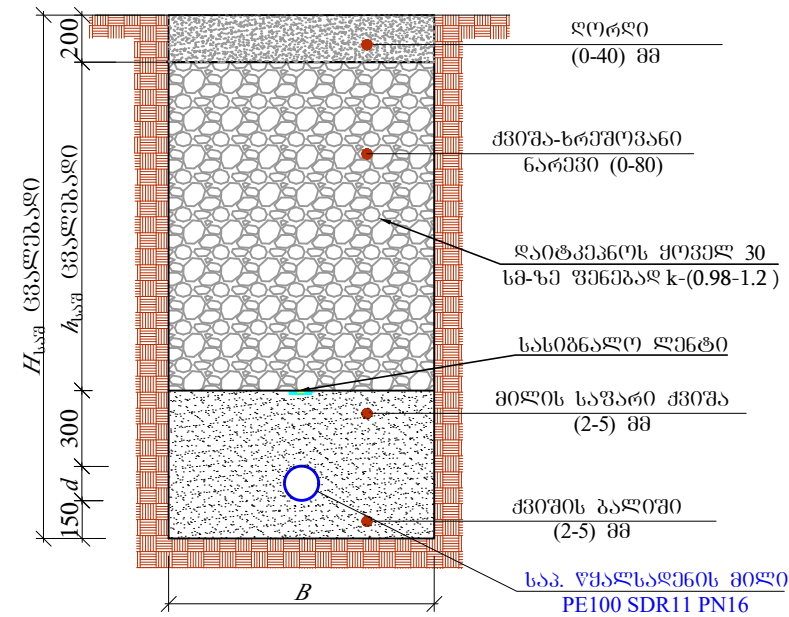 ღორღი
(0-40) მმ
ქვიშა-ხრეშოვანი
ნარევი (0-80)
დაიტკეპნოს ყოველ 30
სმ-ზე ფენებად k-(0.98-1.2 )
სასიგნალო ლენტი
მილის საფარი ქვიშა
(2-5) მმ
ქვიშის ბალიში
(2-5) მმ
საპ. წყალსადენის მილი
PE100 SDR11 PN16
200
hსაშ ცვალებადი
300
d
150
Hსაშ ცვალებადი
B